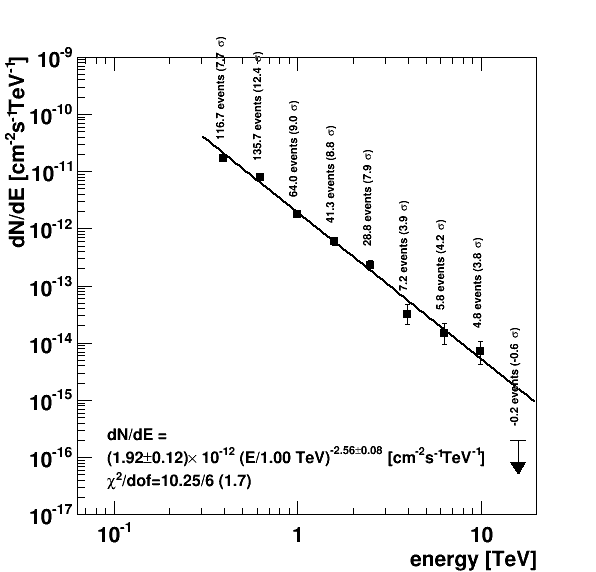 dN/dE [cm⁻²s⁻¹TeV⁻¹]
10⁻⁹
10⁻¹⁰
10⁻¹¹
10⁻¹²
10⁻¹³
10⁻¹⁴
10⁻¹⁵
10⁻¹⁶
10⁻¹⁷
116.7 events (7.7 σ)
135.7 events (12.4 σ)
64.0 events (9.0 σ)
41.3 events (8.8 σ)
28.8 events (7.9 σ)
7.2 events (3.9 σ)
5.8 events (4.2 σ)
4.8 events (3.8 σ)
-0.2 events (-0.6 σ)
dN/dE =
(1.92±0.12)× 10⁻¹² (E/1.00 TeV)⁻²·⁵⁶±⁰·⁰⁸ [cm⁻²s⁻¹TeV⁻¹]
χ²/dof=10.25/6 (1.7)
10⁻¹ 1 10
energy [TeV]